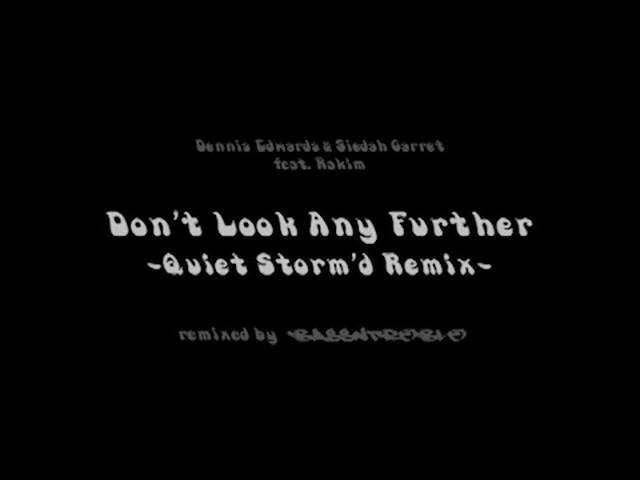 Dennis Edwards & Siedah Garret
feat. Rakim
Don't Look Any Further
~Quiet Storm'd Remix~
remixed by